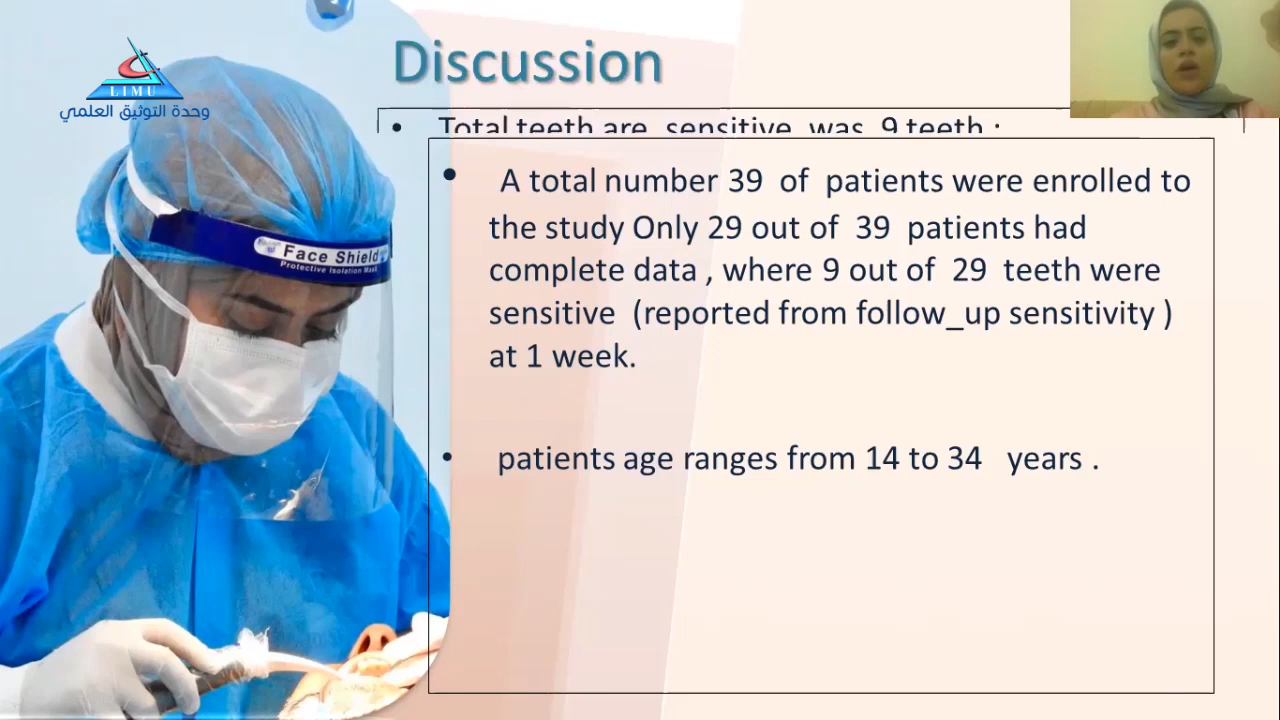 LIMU
وحدة التوثيق العلمي
Discussion
• Total teeth are sensitive was 9 teeth :
Face Shield
Protective Isolation Mask
• A total number 39 of patients were enrolled to
the study Only 29 out of 39 patients had
complete data , where 9 out of 29 teeth were
sensitive (reported from follow_up sensitivity )
at 1 week.
• patients age ranges from 14 to 34 years .